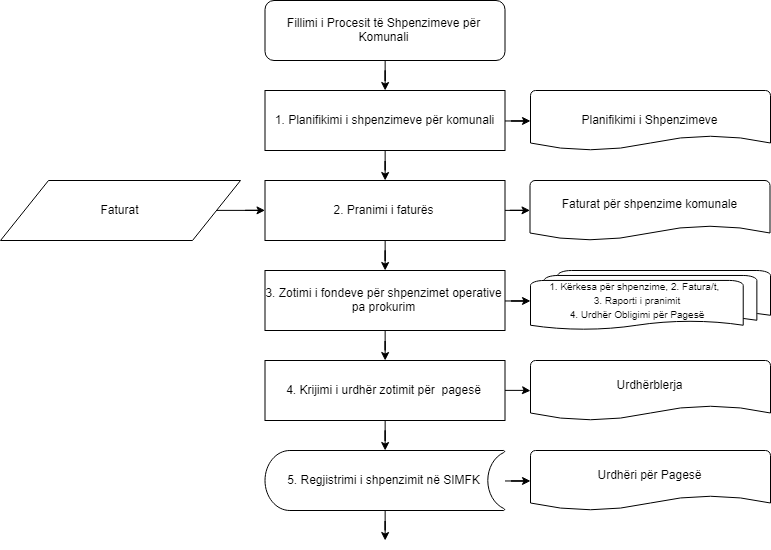 Fillimi i Procesit të Shpenzimeve për
Komunali
1. Planifikimi i shpenzimeve për komunali
Planifikimi i Shpenzimeve
Faturat
2. Pranimi i faturës
Faturat për shpenzime komunale
3. Zotimi i fondeve për shpenzimet operative
pa prokurim
1. Kërkesa për shpenzime, 2. Fatura/t,
3. Raporti i pranimit
4. Urdhër Obligimi për Pagesë
4. Krijimi i urdhër zotimit për pagesë
Urdhërblerja
5. Regjistrimi i shpenzimit në SIMFK
Urdhëri për Pagesë